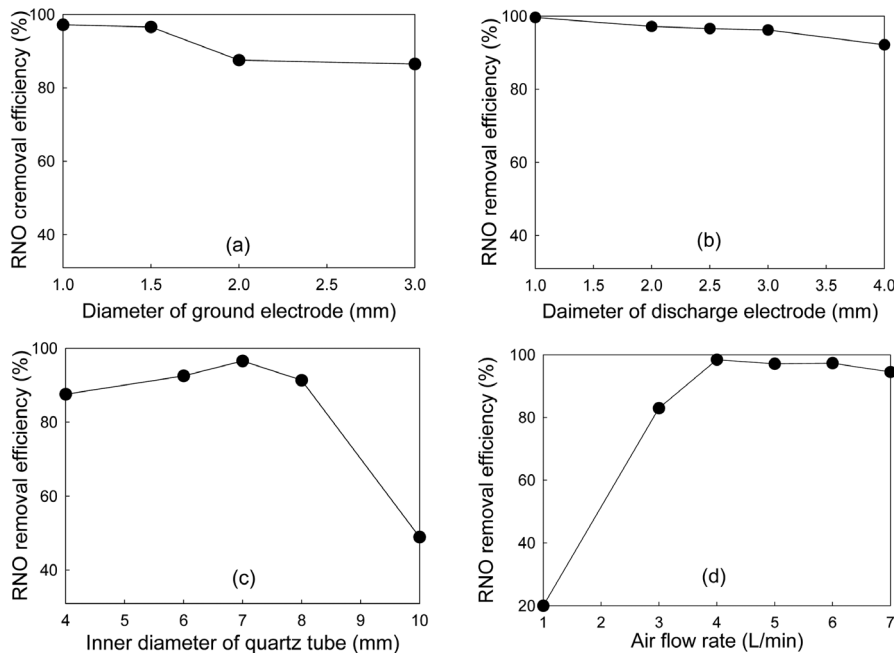 RNO cremoval efficiency (%)
100
80
60
40
(a)
1.0 1.5 2.0 2.5 3.0
Diameter of ground electrode (mm)
RNO removal efficiency (%)
100
80
60
40
(b)
1.0 1.5 2.0 2.5 3.0 3.5 4.0
Daimeter of discharge electrode (mm)
RNO removal efficiency (%)
100
80
60
40
(c)
4 5 6 7 8 9 10
Inner diameter of quartz tube (mm)
RNO removal efficiency (%)
100
80
60
40
20
(d)
1 2 3 4 5 6 7
Air flow rate (L/min)